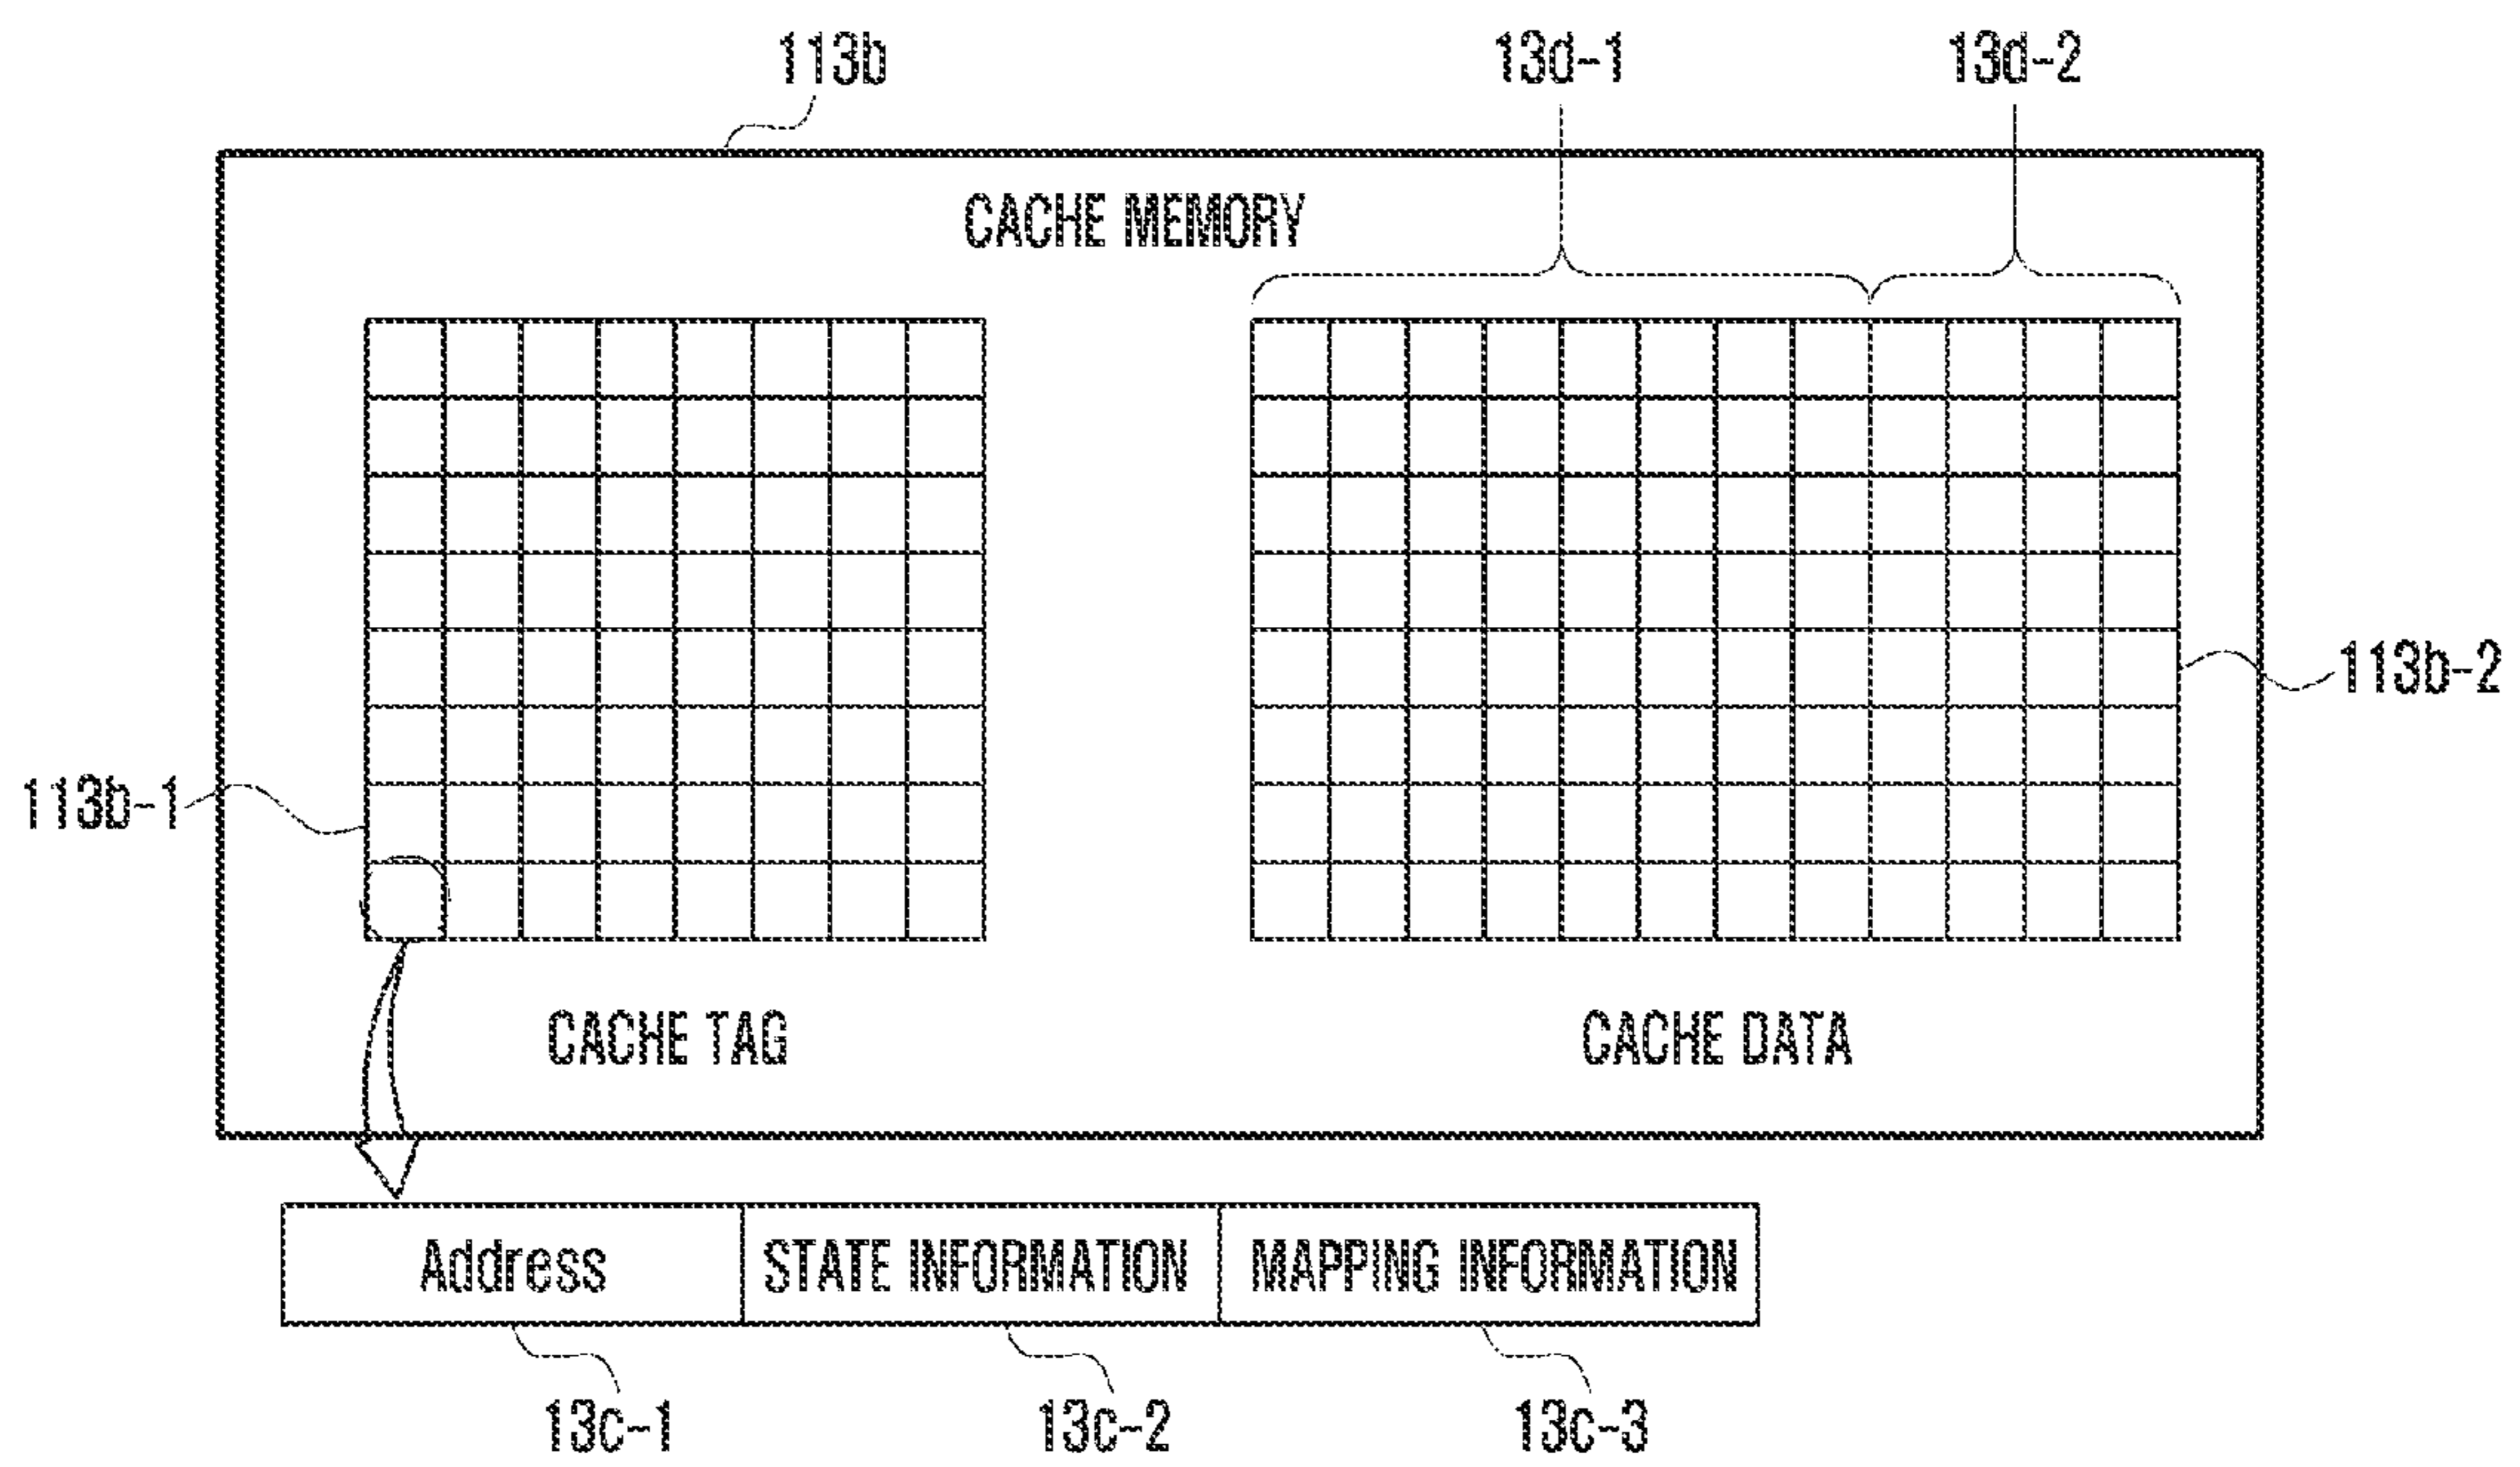 113b
13d-1
13d-2
CACHE MEMORY
113b-2
113b-1
CACHE TAG
CACHE DATA
Address
STATE INFORMATION
MAPPING INFORMATION
13c-1
13c-2
13c-3